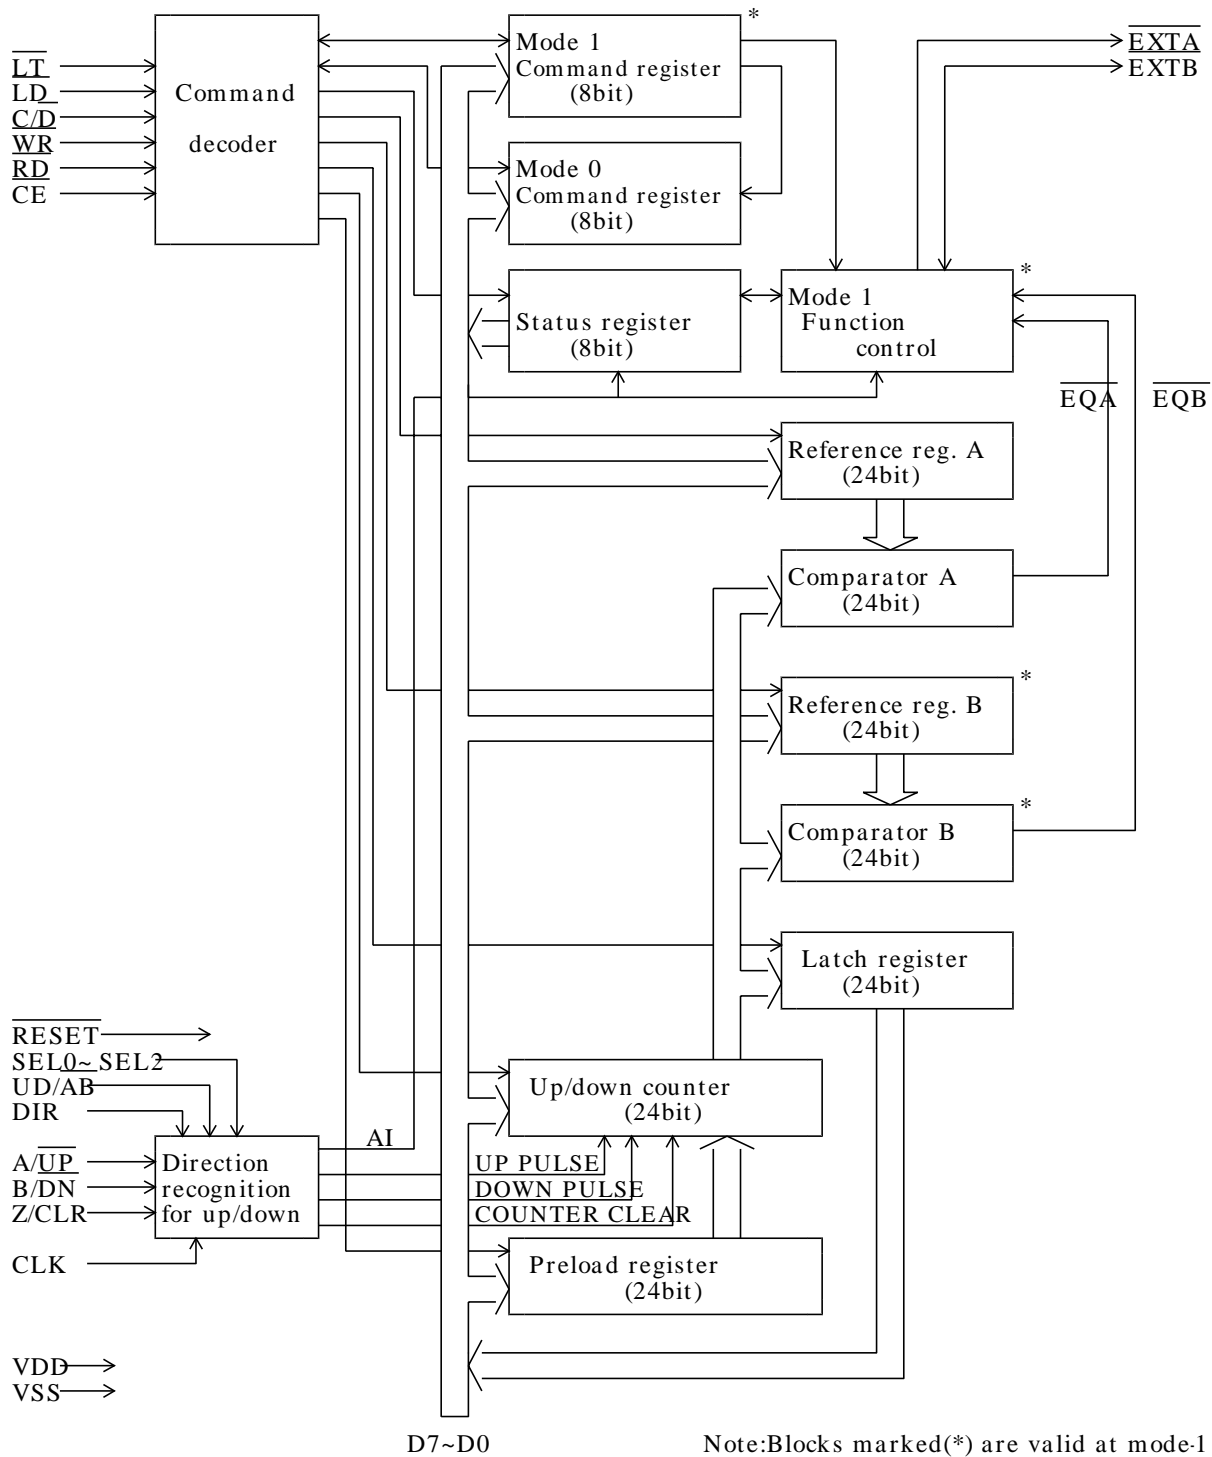 *
Mode 1
Command register
(8bit)
EXTA
EXTB
LT
LD
C/D
WR
RD
CE
Command
decoder
Mode 0
Command register
(8bit)
*
Status register
(8bit)
Mode 1
Function
control
EQA
EQB
Reference reg. A
(24bit)
Comparator A
(24bit)
*
Reference reg. B
(24bit)
*
Comparator B
(24bit)
Latch register
(24bit)
RESET
SEL0~ SEL2
UD/AB
DIR
A/UP
B/DN
Z/CLR
CLK
Direction
recognition
for up/down
AI
Up/down counter
(24bit)
UP PULSE
DOWN PULSE
COUNTER CLEAR
Preload register
(24bit)
VDD
VSS
D7~D0
Note:Blocks marked(*) are valid at mode-1